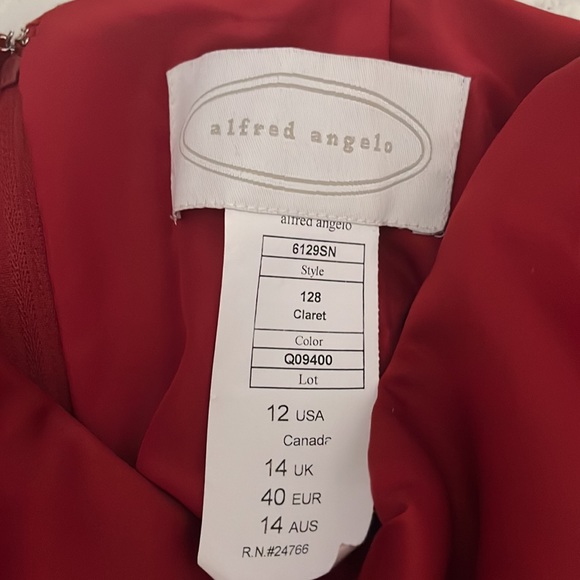 alfred angelo
alfred angelo
6129SN
Style
128
Claret
Color
Q09400
Lot
12 USA
Canada
14 UK
40 EUR
14 AUS
R.N.#24766